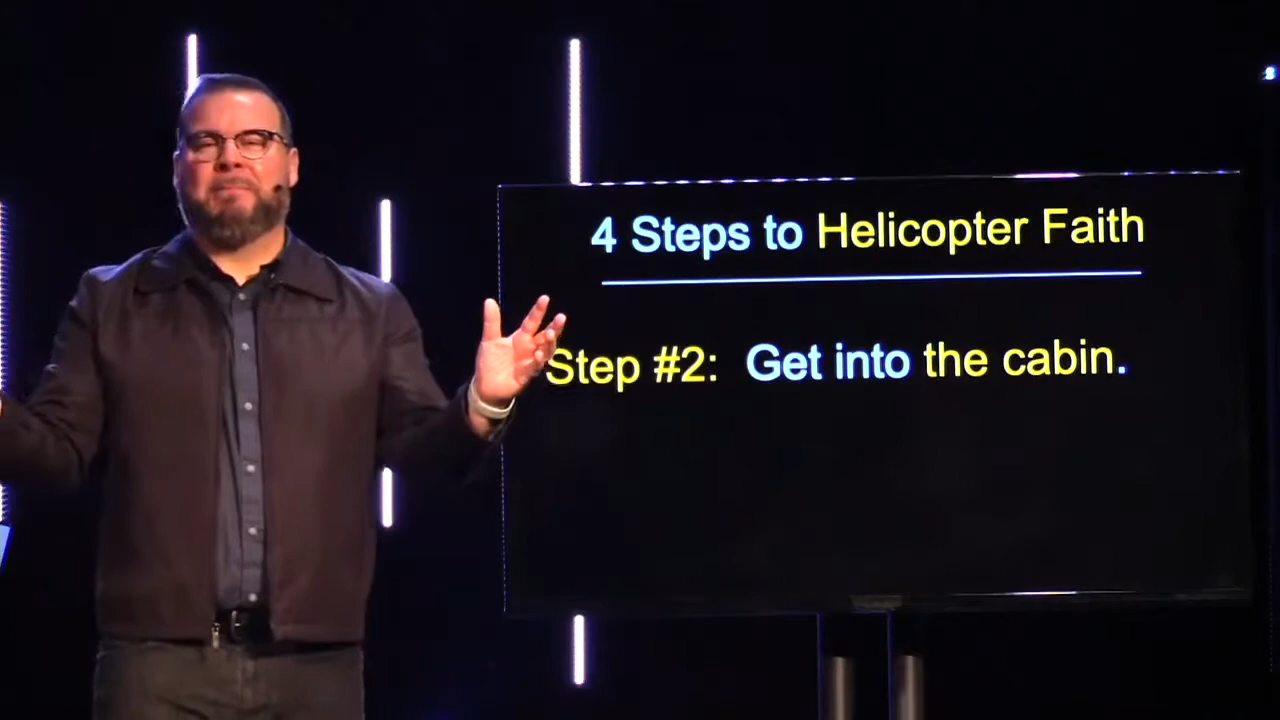 4 Steps to Helicopter Faith
Step #2: Get into the cabin.